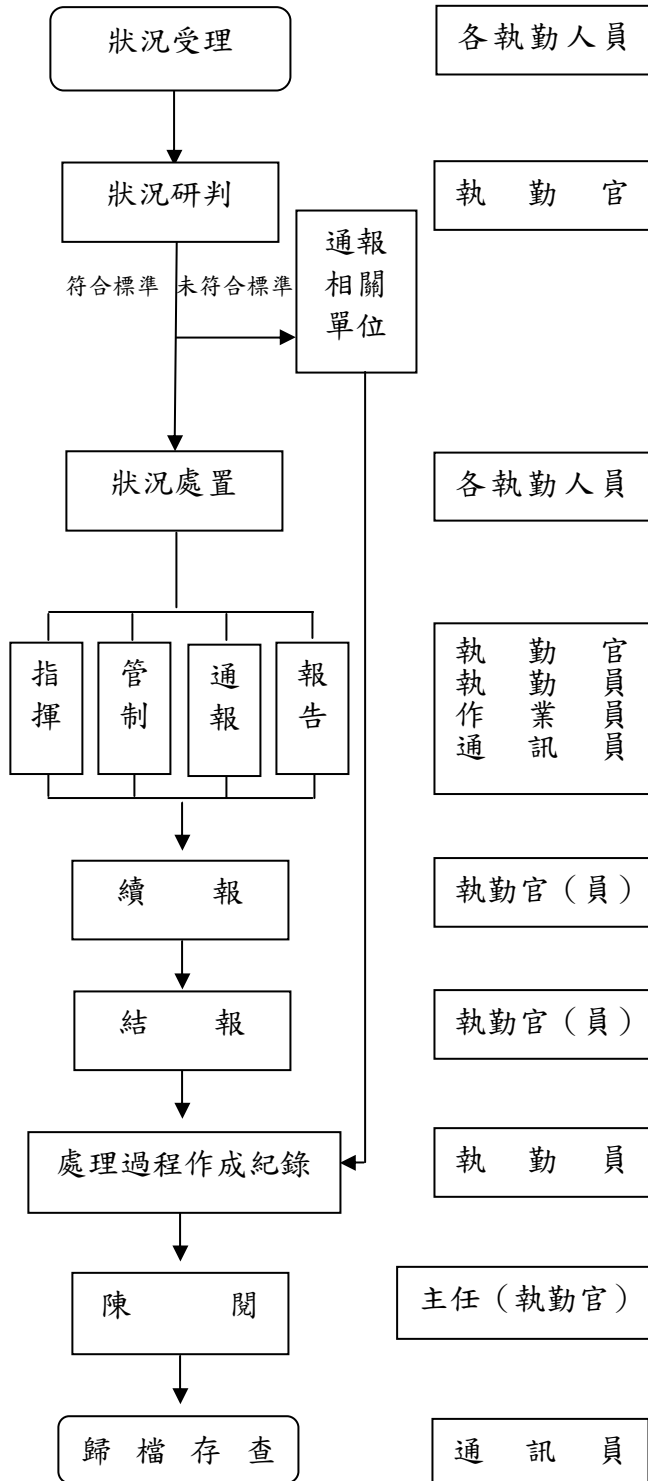 狀況受理
各執勤人員
狀況研判
執勤官
通報
相關
單位
符合標準
未符合標準
狀況處置
各執勤人員
指揮
管制
通報
報告
執勤官
執勤員
作業員
通訊員
續報
執勤官（員）
結報
執勤官（員）
處理過程作成紀錄
執勤員
陳閱
主任（執勤官）
歸檔存查
通訊員